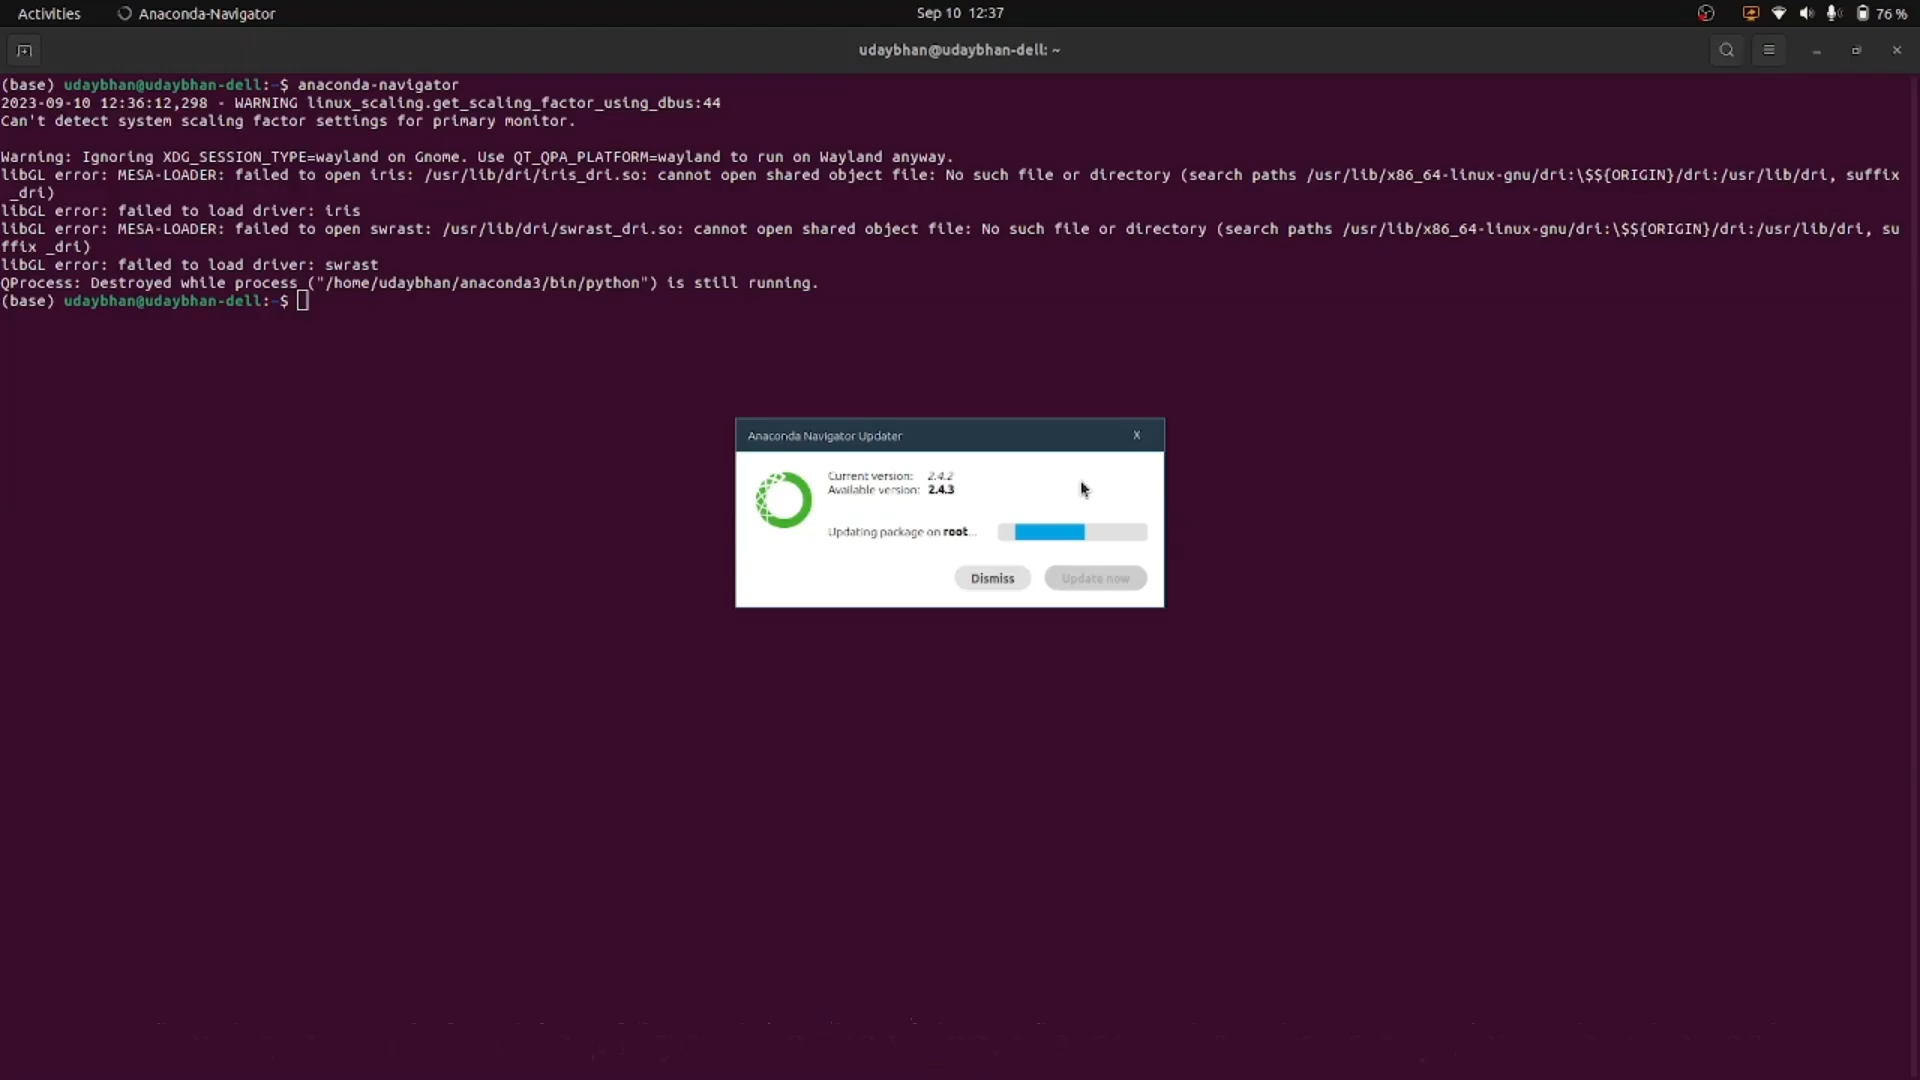 Activities Anaconda-Navigator Sep 10 12:37 76 %
udaybhan@udaybhan-dell: ~
(base) udaybhan@udaybhan-dell:~$ anaconda-navigator
2023-09-10 12:36:12,298 - WARNING linux_scaling.get_scaling_factor_using_dbus:44
Can't detect system scaling factor settings for primary monitor.
Warning: Ignoring XDG_SESSION_TYPE=wayland on Gnome. Use QT_QPA_PLATFORM=wayland to run on Wayland anyway.
libGL error: MESA-LOADER: failed to open iris: /usr/lib/dri/iris_dri.so: cannot open shared object file: No such file or directory (search paths /usr/lib/x86_64-linux-gnu/dri:\$${ORIGIN}/dri:/usr/lib/dri, suffix
_dri)
libGL error: failed to load driver: iris
libGL error: MESA-LOADER: failed to open swrast: /usr/lib/dri/swrast_dri.so: cannot open shared object file: No such file or directory (search paths /usr/lib/x86_64-linux-gnu/dri:\$${ORIGIN}/dri:/usr/lib/dri, su
ffix _dri)
libGL error: failed to load driver: swrast
QProcess: Destroyed while process ("/home/udaybhan/anaconda3/bin/python") is still running.
(base) udaybhan@udaybhan-dell:~$
Anaconda Navigator Updater X
Current version: 2.4.2
Available version: 2.4.3
Updating package on root...
Dismiss Update now